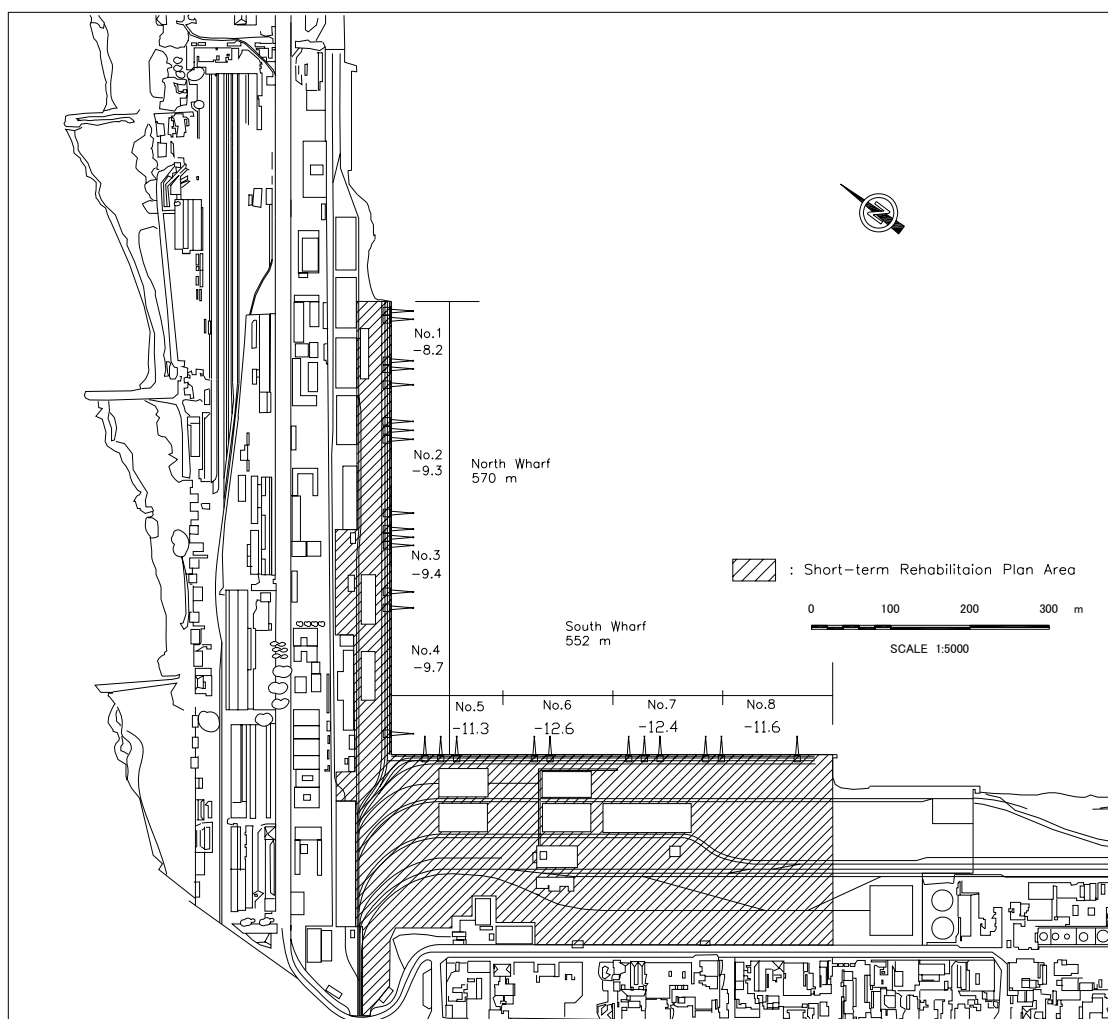 N
No.1
-8.2
No.2
-9.3
North Wharf
570 m
No.3
-9.4
: Short-term Rehabilitaion Plan Area
0 100 200 300 m
SCALE 1:5000
South Wharf
552 m
No.4
-9.7
No.5 No.6 No.7 No.8
-11.3 -12.6 -12.4 -11.6